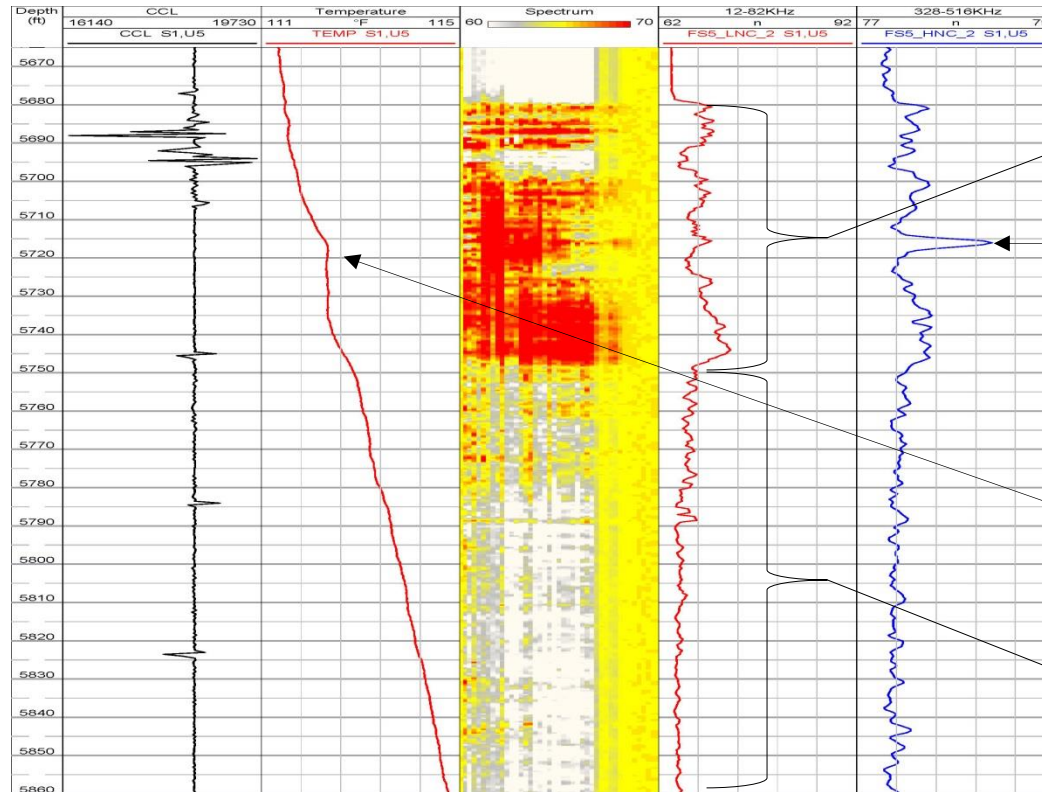 Depth (ft)
CCL
16140 19730
CCL S1,U5
Temperature
111 °F 115
TEMP S1,U5
Spectrum
60 70
12-82KHz
62 n 92
FS5_LNC_2 S1,U5
328-516KHz
77 n
FS5_HNC_2 S1,U5
5670
5680
5690
5700
5710
5720
5730
5740
5750
5760
5770
5780
5790
5800
5810
5820
5830
5840
5850
5860